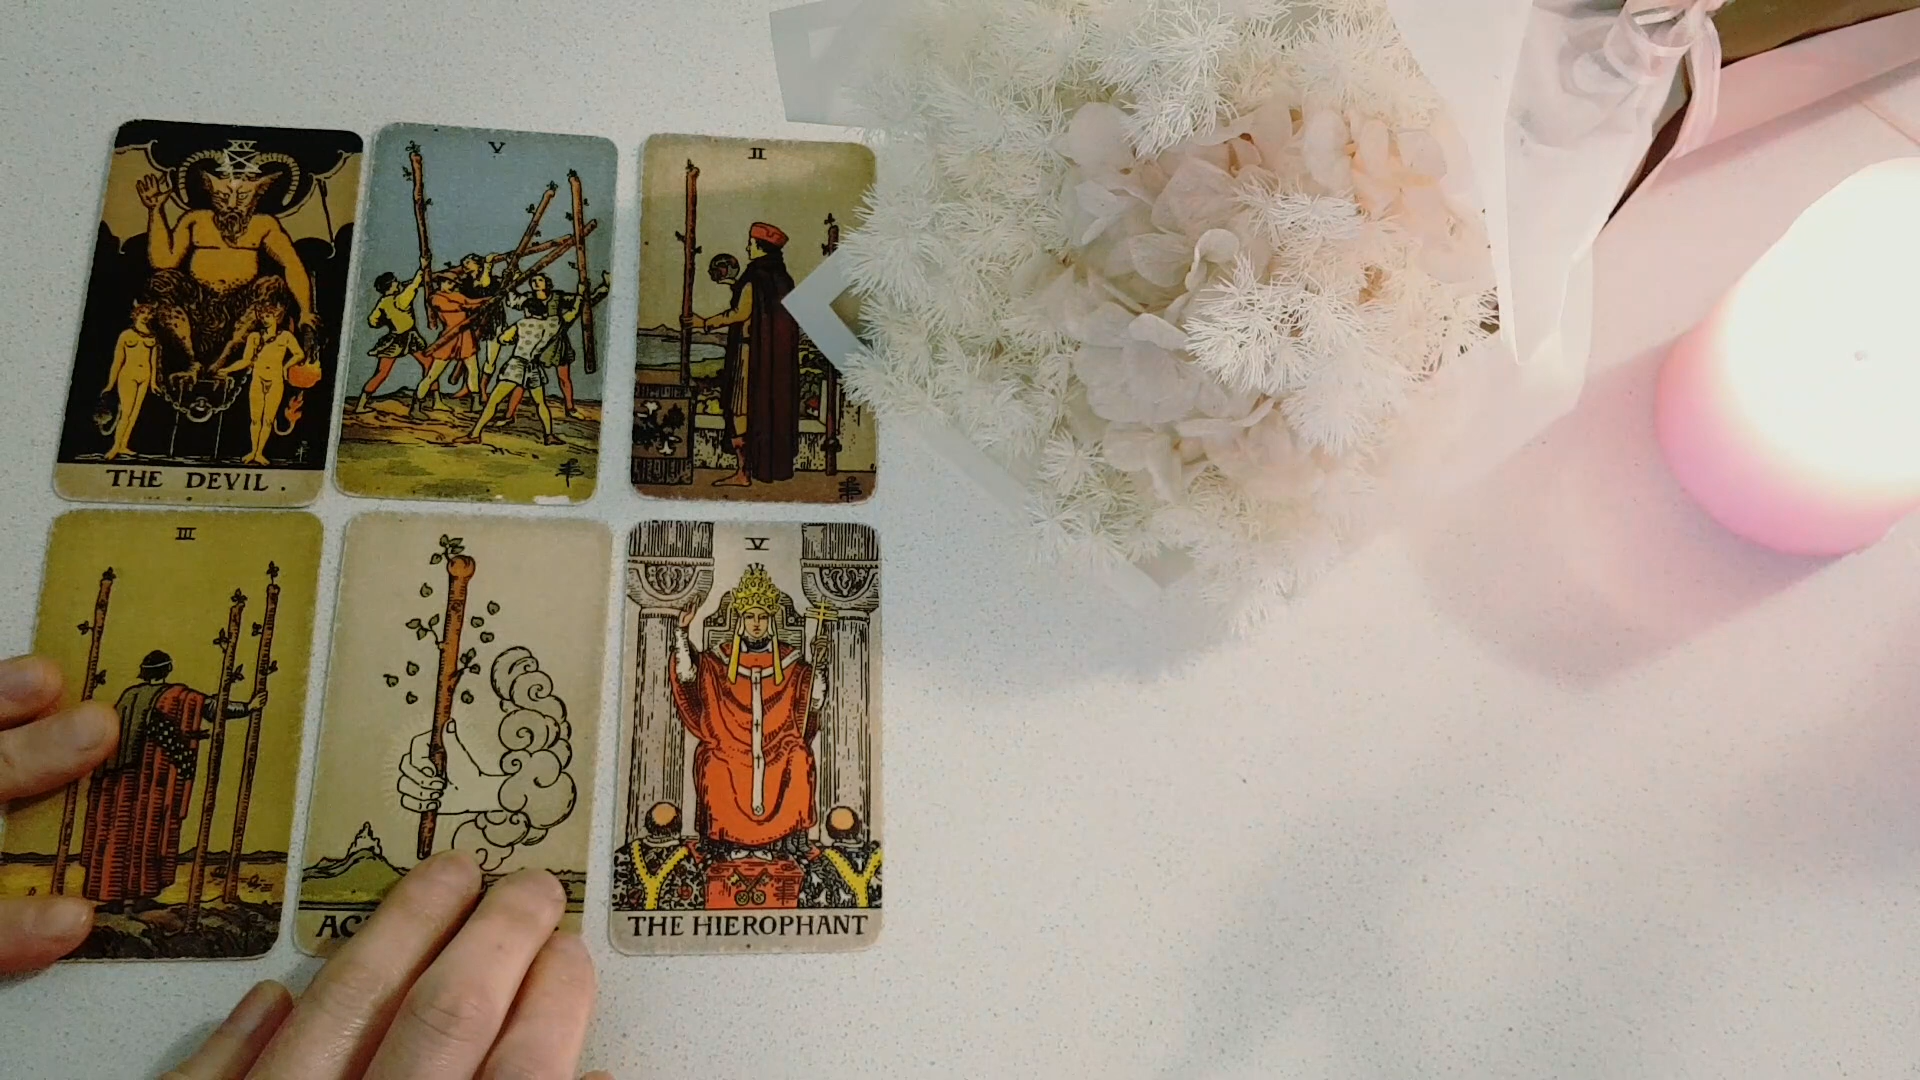 XV
V
II
THE DEVIL.
III
V
THE HIEROPHANT